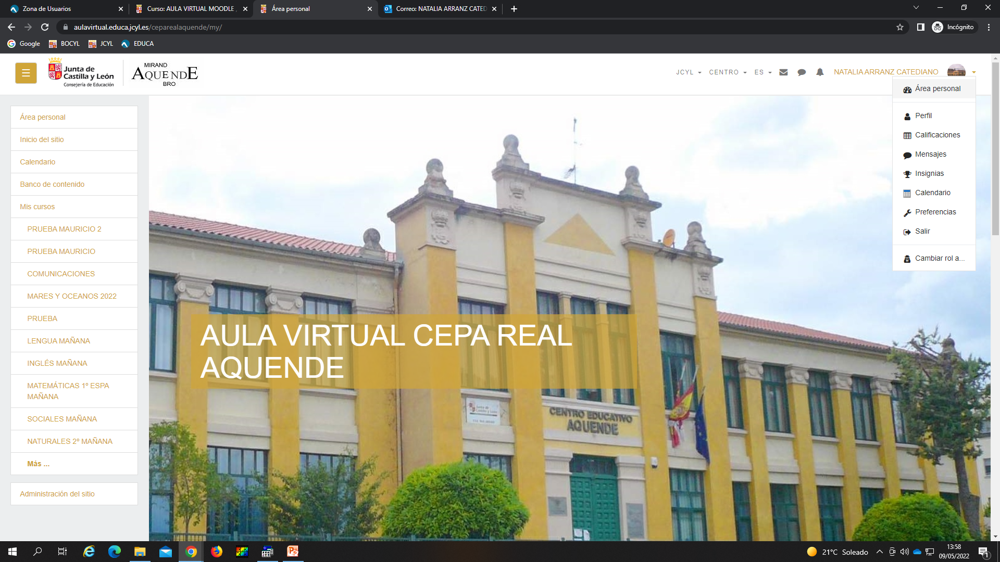 Zona de Usuarios
Curso: AULA VIRTUAL MOODLE
Área personal
Correo: NATALIA ARRANZ CATED
aulavirtual.educa.jcyl.es/ceparealaquende/my/
Incógnito
Google
BOCYL
JCYL
EDUCA
Junta de
Castilla y León
Consejería de Educación
MIRAND
AQUENDE
BRO
JCYL
CENTRO
ES
NATALIA ARRANZ CATEDIANO
Área personal
Perfil
Calificaciones
Mensajes
Insignias
Calendario
Preferencias
Salir
Cambiar rol a...
Área personal
Inicio del sitio
Calendario
Banco de contenido
Mis cursos
PRUEBA MAURICIO 2
PRUEBA MAURICIO
COMUNICACIONES
MARES Y OCEANOS 2022
PRUEBA
LENGUA MAÑANA
INGLÉS MAÑANA
MATEMÁTICAS 1º ESPA
MAÑANA
SOCIALES MAÑANA
NATURALES 2º MAÑANA
Más ...
Administración del sitio
AULA VIRTUAL CEPA REAL
AQUENDE
Junta de
Castilla y León
CENTRO EDUCATIVO
AQUENDE
21°C Soleado
13:58
09/05/2022
1